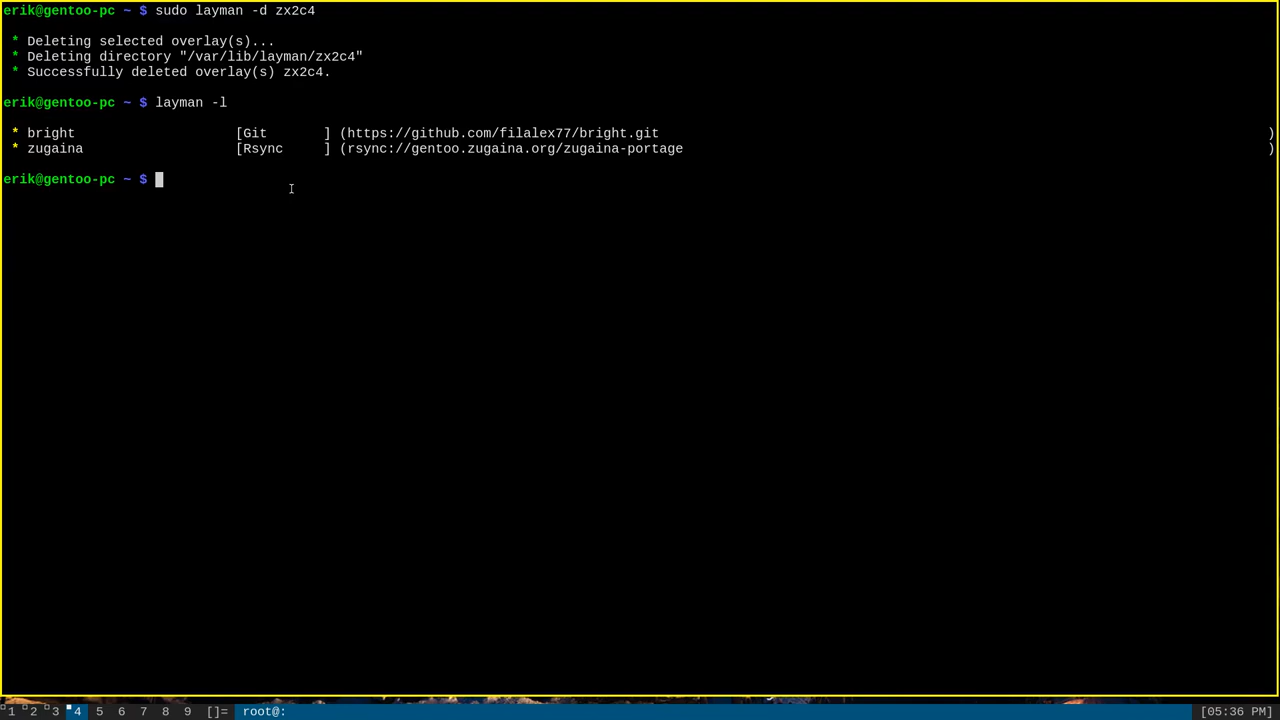 erik@gentoo-pc ~ $ sudo layman -d zx2c4
* Deleting selected overlay(s)...
* Deleting directory "/var/lib/layman/zx2c4"
* Successfully deleted overlay(s) zx2c4.
erik@gentoo-pc ~ $ layman -l
* bright                    [Git       ] (https://github.com/filalex77/bright.git                                                                            )
* zugaina                   [Rsync     ] (rsync://gentoo.zugaina.org/zugaina-portage                                                                         )
erik@gentoo-pc ~ $
1 2 3 4 5 6 7 8 9 []= root@: [05:36 PM]